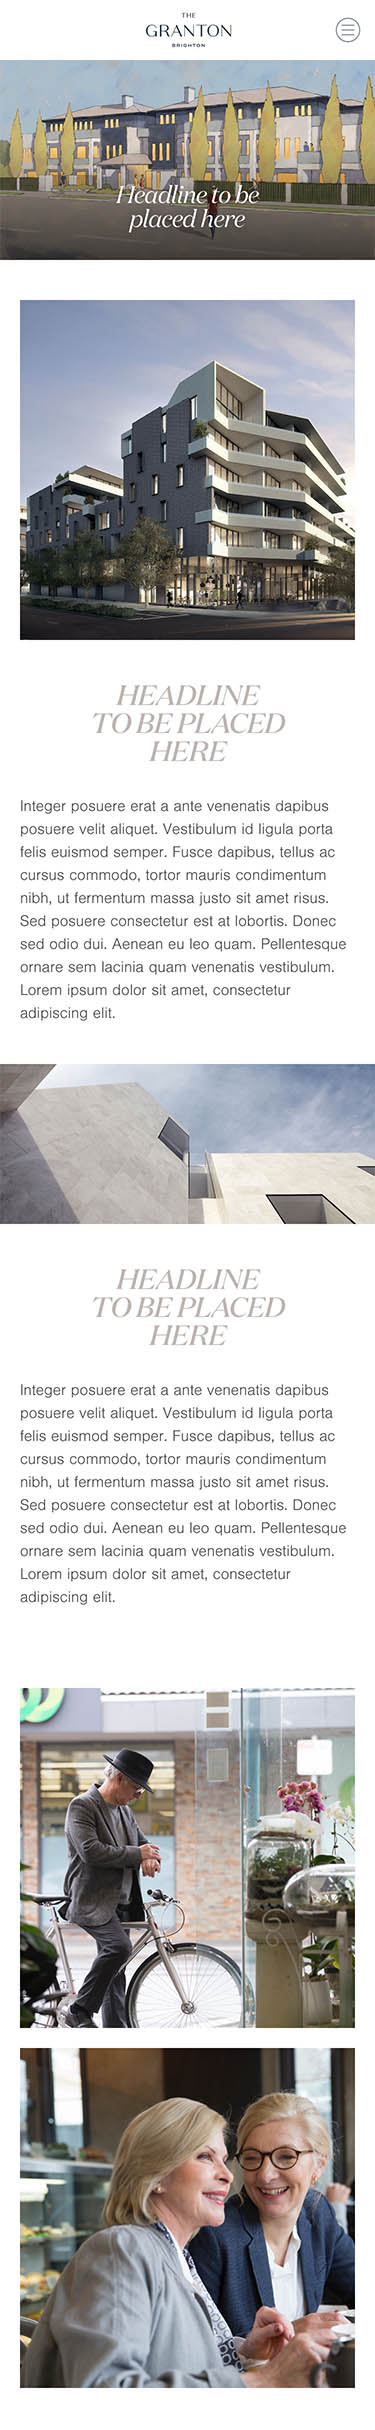 THE
GRANTON
BRIGHTON
Headline to be
placed here
HEADLINE
TO BE PLACED
HERE
Integer posuere erat a ante venenatis dapibus
posuere velit aliquet. Vestibulum id ligula porta
felis euismod semper. Fusce dapibus, tellus ac
cursus commodo, tortor mauris condimentum
nibh, ut fermentum massa justo sit amet risus.
Sed posuere consectetur est at lobortis. Donec
sed odio dui. Aenean eu leo quam. Pellentesque
ornare sem lacinia quam venenatis vestibulum.
Lorem ipsum dolor sit amet, consectetur
adipiscing elit.
HEADLINE
TO BE PLACED
HERE
Integer posuere erat a ante venenatis dapibus
posuere velit aliquet. Vestibulum id ligula porta
felis euismod semper. Fusce dapibus, tellus ac
cursus commodo, tortor mauris condimentum
nibh, ut fermentum massa justo sit amet risus.
Sed posuere consectetur est at lobortis. Donec
sed odio dui. Aenean eu leo quam. Pellentesque
ornare sem lacinia quam venenatis vestibulum.
Lorem ipsum dolor sit amet, consectetur
adipiscing elit.